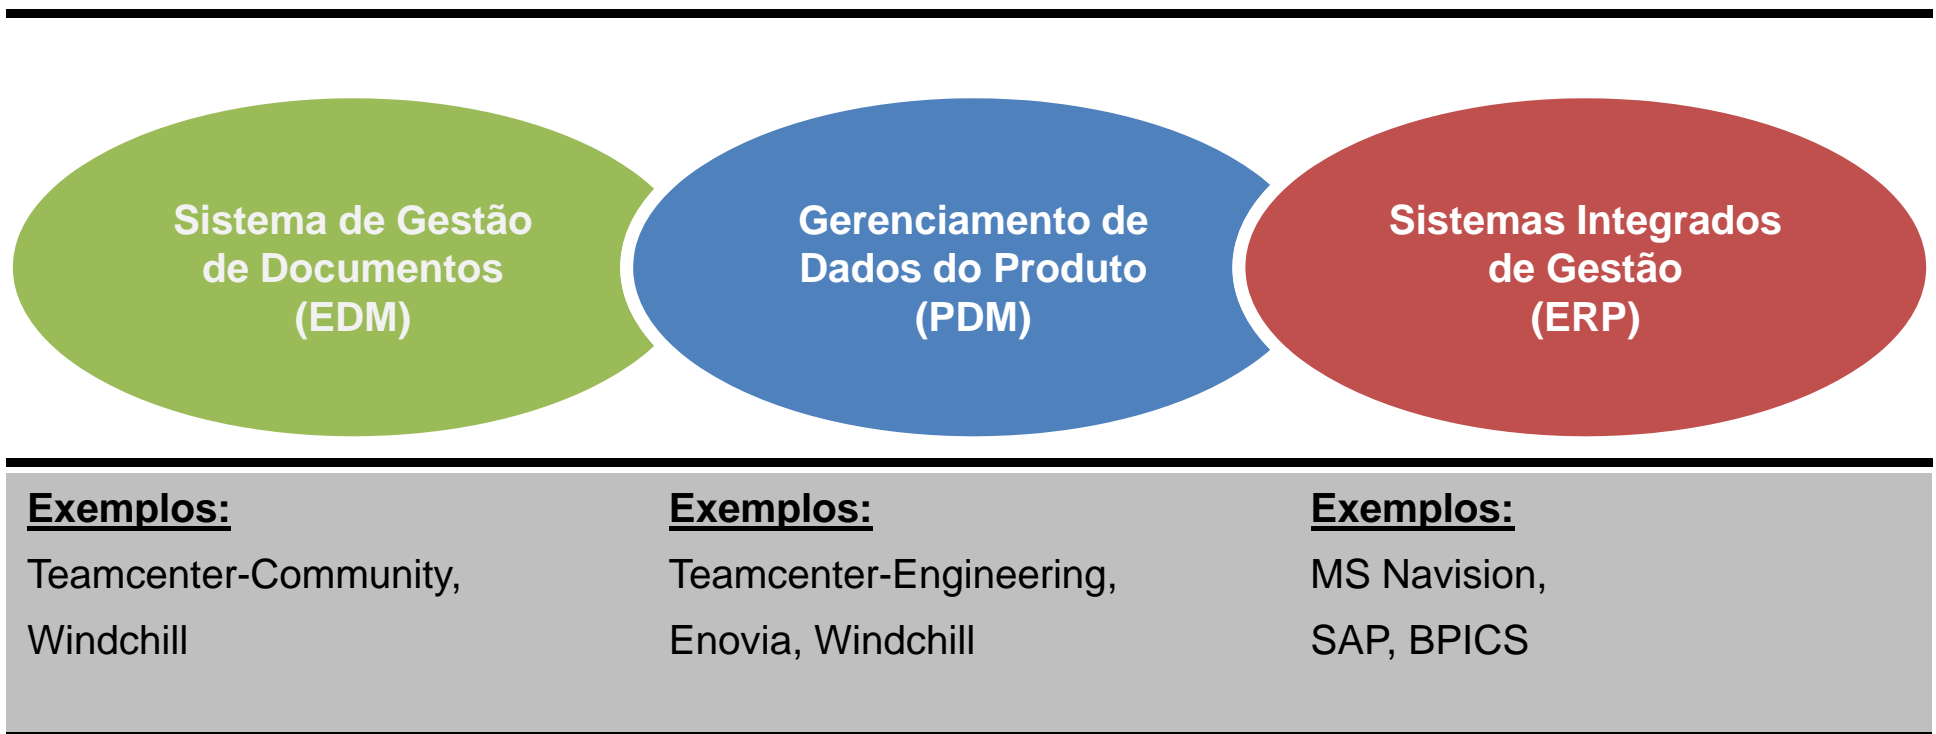 Sistema de Gestão
de Documentos
(EDM)
Gerenciamento de
Dados do Produto
(PDM)
Sistemas Integrados
de Gestão
(ERP)
Exemplos:
Teamcenter-Community,
Windchill
Exemplos:
Teamcenter-Engineering,
Enovia, Windchill
Exemplos:
MS Navision,
SAP, BPICS